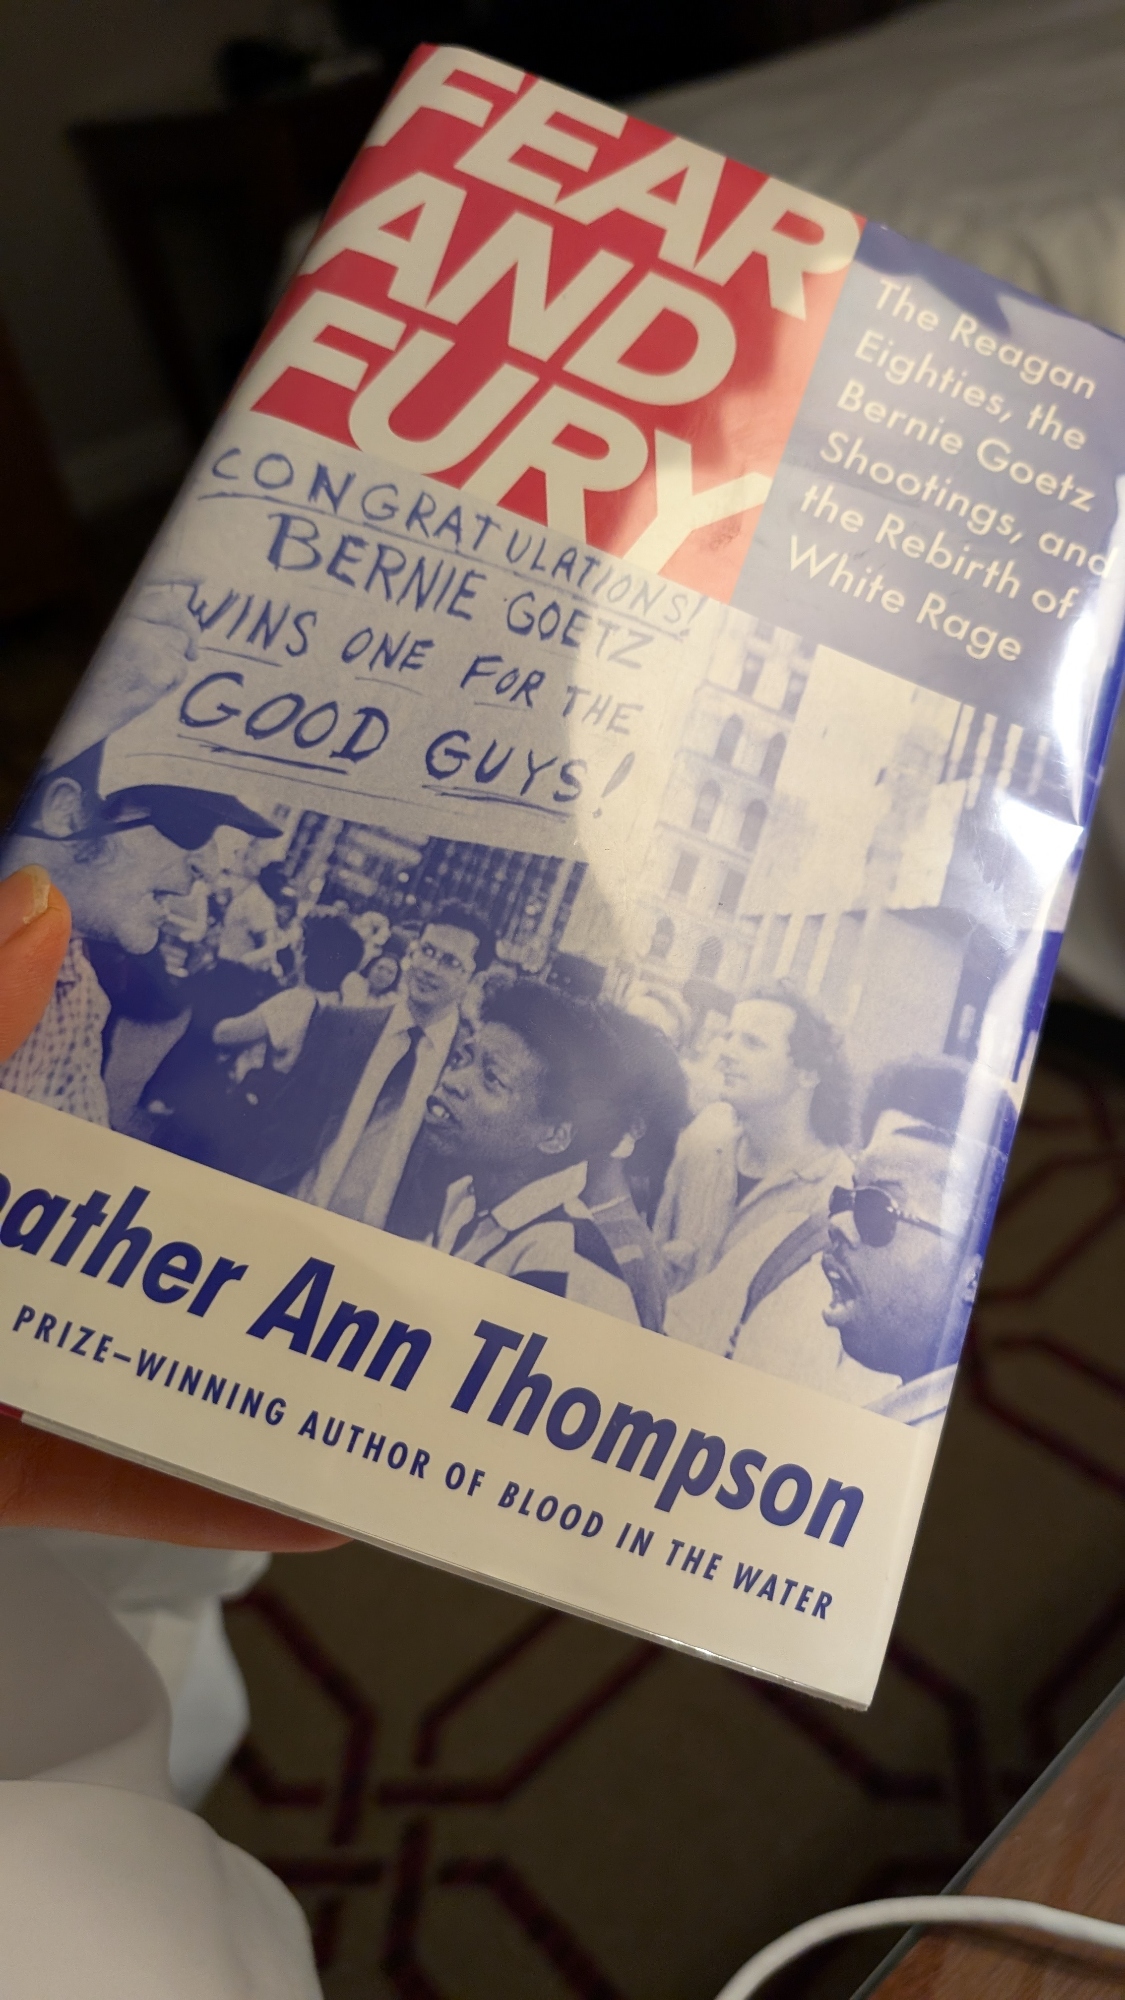 FEAR
AND
FURY
The Reagan
Eighties, the
Bernie Goetz
Shootings, and
the Rebirth of
White Rage
CONGRATULATIONS!
BERNIE GOETZ
WINS ONE FOR THE
GOOD GUYS!
eather Ann Thompson
PRIZE-WINNING AUTHOR OF BLOOD IN THE WATER